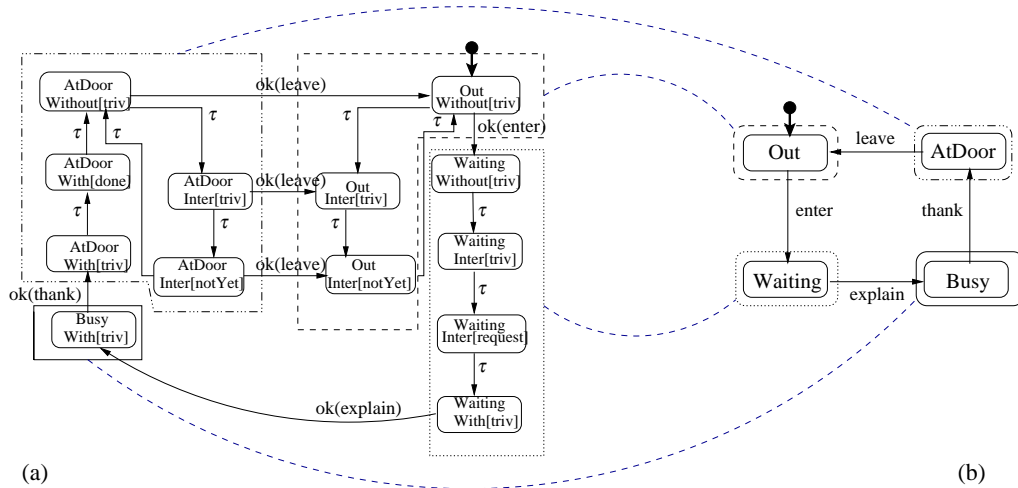 AtDoor
Without[triv]
ok(leave)
Out
Without[triv]
τ
τ
τ
τ
τ
ok(enter)
AtDoor
With[done]
Waiting
Without[triv]
AtDoor
Inter[triv]
ok(leave)
Out
Inter[triv]
τ
τ
τ
τ
AtDoor
With[triv]
Waiting
Inter[triv]
AtDoor
Inter[notYet]
ok(leave)
Out
Inter[notYet]
τ
ok(thank)
Busy
With[triv]
Waiting
Inter[request]
τ
ok(explain)
Waiting
With[triv]
(a)
Out
leave
AtDoor
enter
thank
Waiting
explain
Busy
(b)